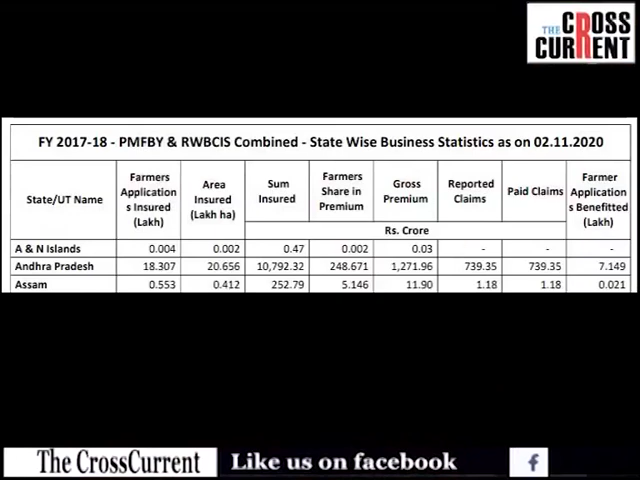 THE CROSS
CURRENT
FY 2017-18 - PMFBY & RWBCIS Combined - State Wise Business Statistics as on 02.11.2020
State/UT Name Farmers Application s Insured (Lakh) Area Insured (Lakh ha) Sum Insured Farmers Share in Premium Gross Premium Reported Claims Paid Claims Farmer Application s Benefitted (Lakh)
Rs. Crore
A & N Islands 0.004 0.002 0.47 0.002 0.03 - - -
Andhra Pradesh 18.307 20.656 10,792.32 248.671 1,271.96 739.35 739.35 7.149
Assam 0.553 0.412 252.79 5.146 11.90 1.18 1.18 0.021
The CrossCurrent Like us on facebook f